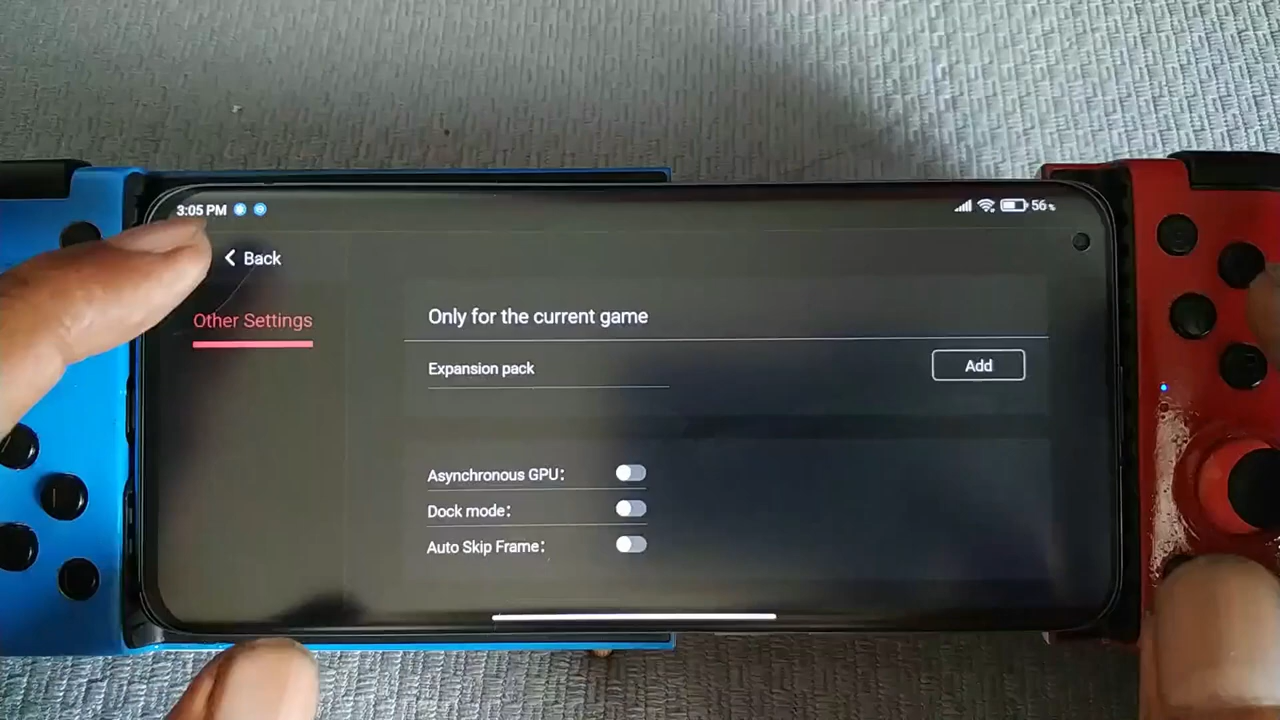 3:05 PM
56%
Back
Other Settings
Only for the current game
Expansion pack
Add
Asynchronous GPU:
Dock mode:
Auto Skip Frame: